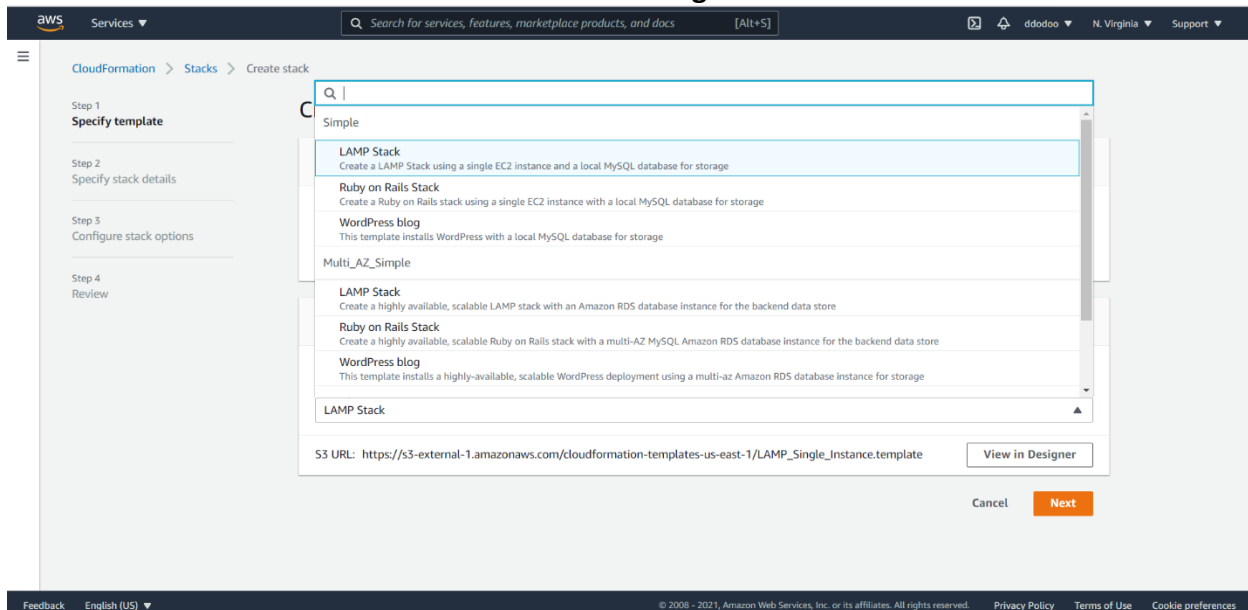 aws Services ▼ Search for services, features, marketplace products, and docs [Alt+S] ddodoo ▼ N. Virginia ▼ Support ▼
CloudFormation > Stacks > Create stack
Step 1
Specify template
Step 2
Specify stack details
Step 3
Configure stack options
Step 4
Review
C
Simple
LAMP Stack
Create a LAMP Stack using a single EC2 instance and a local MySQL database for storage
Ruby on Rails Stack
Create a Ruby on Rails stack using a single EC2 instance with a local MySQL database for storage
WordPress blog
This template installs WordPress with a local MySQL database for storage
Multi_AZ_Simple
LAMP Stack
Create a highly available, scalable LAMP stack with an Amazon RDS database instance for the backend data store
Ruby on Rails Stack
Create a highly available, scalable Ruby on Rails stack with a multi-AZ MySQL Amazon RDS database instance for the backend data store
WordPress blog
This template installs a highly-available, scalable WordPress deployment using a multi-az Amazon RDS database instance for storage
LAMP Stack
S3 URL: https://s3-external-1.amazonaws.com/cloudformation-templates-us-east-1/LAMP_Single_Instance.template View in Designer
Cancel Next
Feedback English (US) ▼ © 2008 - 2021, Amazon Web Services, Inc. or its affiliates. All rights reserved. Privacy Policy Terms of Use Cookie preferences